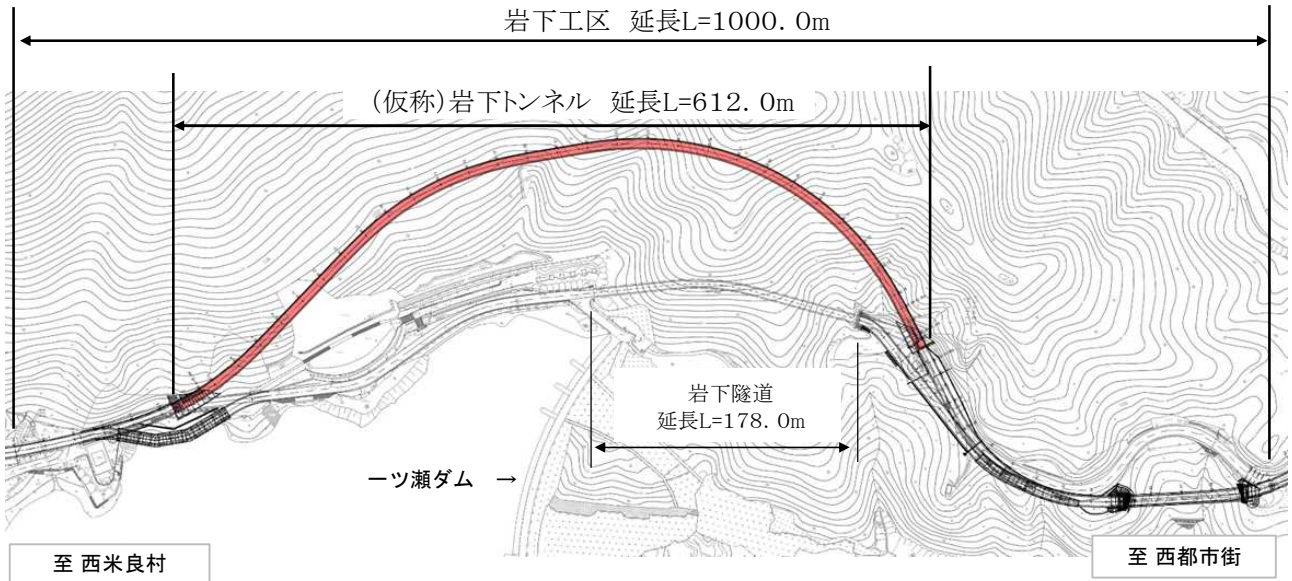 岩下工区 延長L=1000.0m
(仮称)岩下トンネル 延長L=612.0m
岩下隧道
延長L=178.0m
一ツ瀬ダム →
至 西米良村
至 西都市街